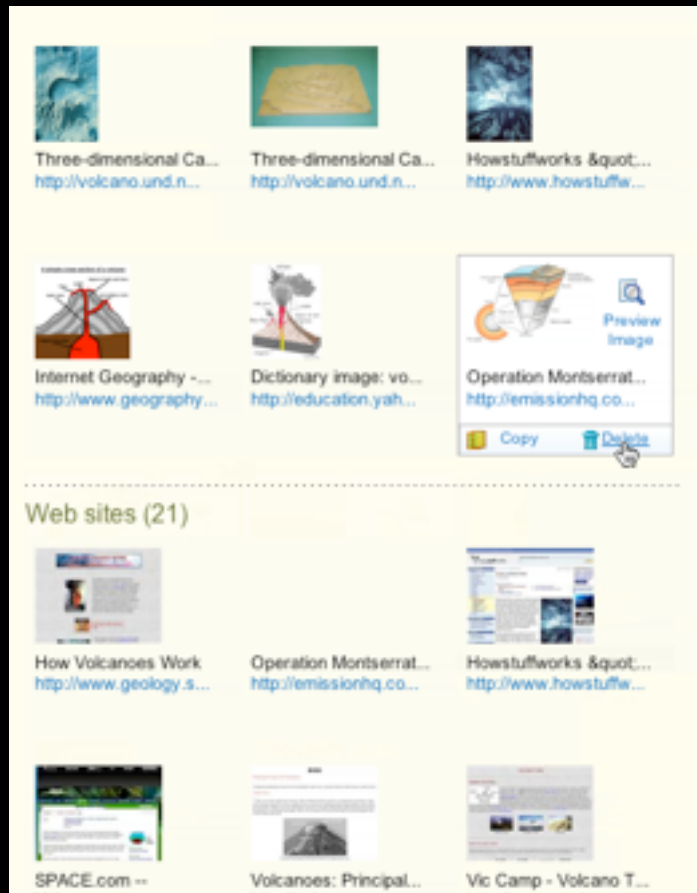 Three-dimensional Ca...
http://volcano.und.n...
Three-dimensional Ca...
http://volcano.und.n...
Howstuffworks &quot;...
http://www.howstuffw...
Internet Geography -...
http://www.geography...
Dictionary image: vo...
http://education.yah...
Preview
Image
Operation Montserrat...
http://emissionhq.co...
Copy
Delete
Web sites (21)
How Volcanoes Work
http://www.geology.s...
Operation Montserrat...
http://emissionhq.co...
Howstuffworks &quot;...
http://www.howstuffw...
SPACE.com --
Volcanoes: Principal...
Vic Camp - Volcano T...